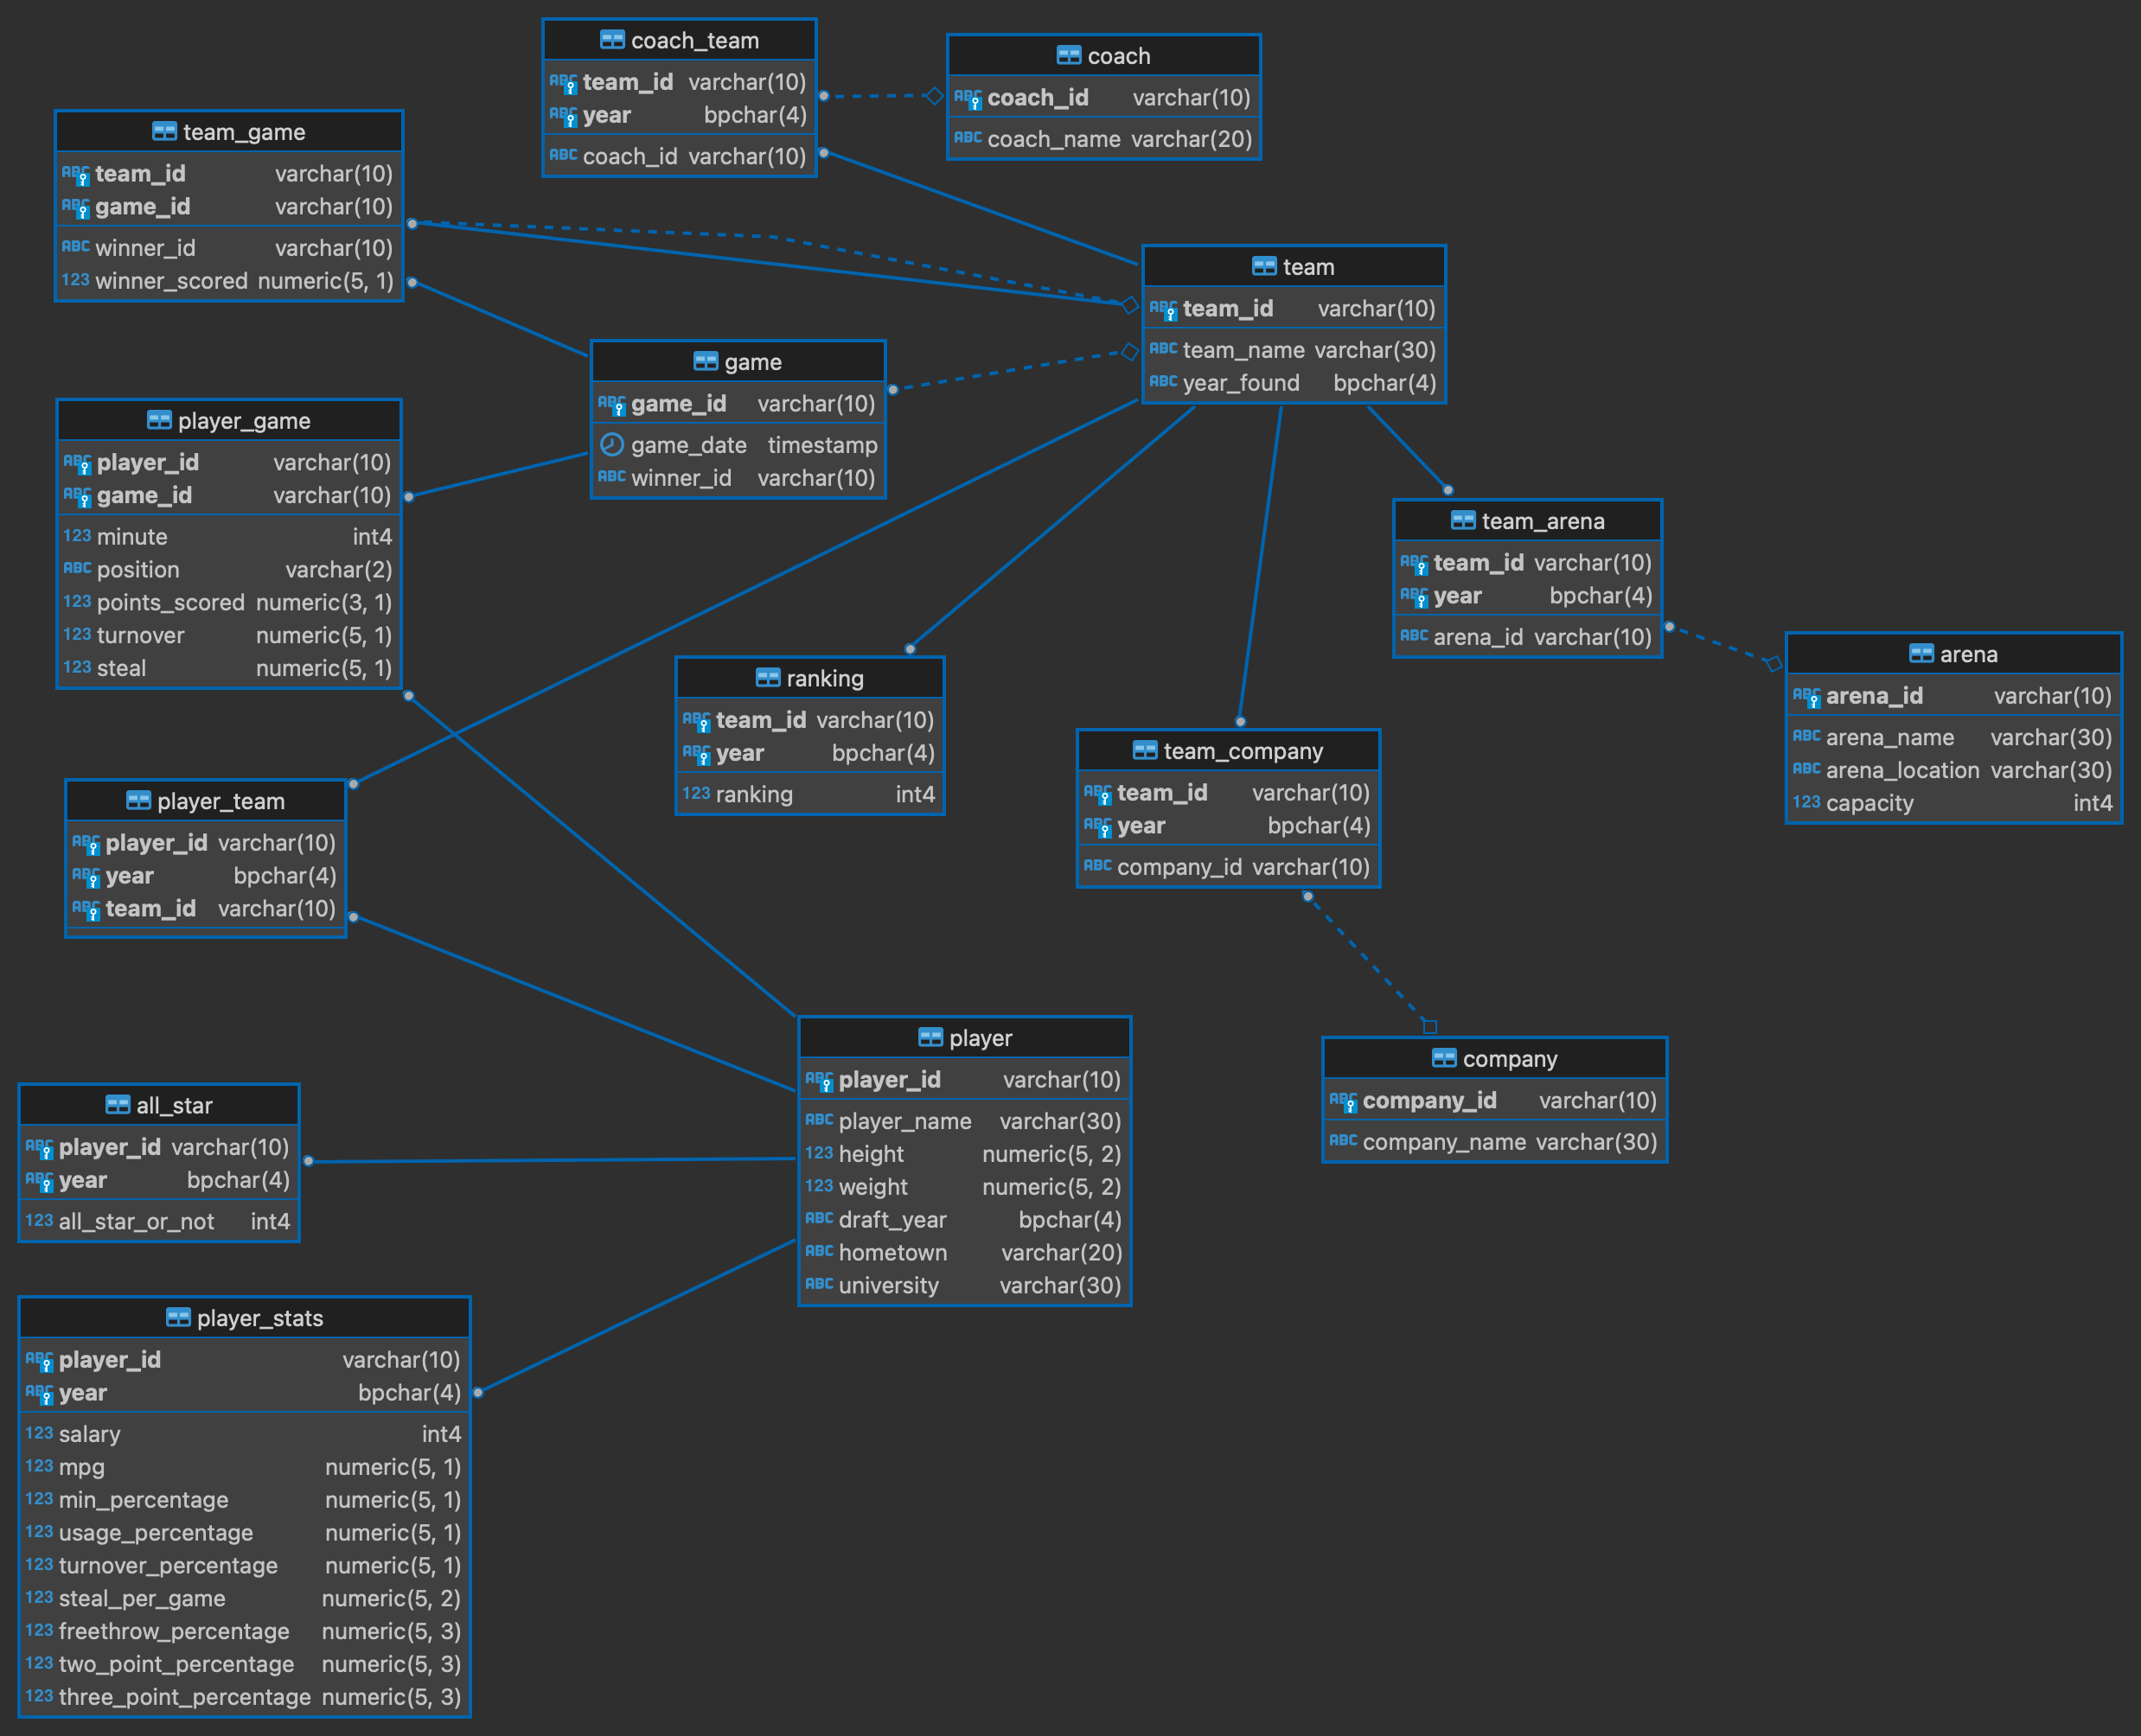 coach_team
ABC team_id varchar(10)
ABC year bpchar(4)
ABC coach_id varchar(10)
coach
ABC coach_id varchar(10)
ABC coach_name varchar(20)
team_game
ABC team_id varchar(10)
ABC game_id varchar(10)
ABC winner_id varchar(10)
123 winner_scored numeric(5, 1)
team
ABC team_id varchar(10)
ABC team_name varchar(30)
ABC year_found bpchar(4)
game
ABC game_id varchar(10)
game_date timestamp
ABC winner_id varchar(10)
player_game
ABC player_id varchar(10)
ABC game_id varchar(10)
123 minute int4
ABC position varchar(2)
123 points_scored numeric(3, 1)
123 turnover numeric(5, 1)
123 steal numeric(5, 1)
team_arena
ABC team_id varchar(10)
ABC year bpchar(4)
ABC arena_id varchar(10)
arena
ABC arena_id varchar(10)
ABC arena_name varchar(30)
ABC arena_location varchar(30)
123 capacity int4
ranking
ABC team_id varchar(10)
ABC year bpchar(4)
123 ranking int4
team_company
ABC team_id varchar(10)
ABC year bpchar(4)
ABC company_id varchar(10)
player_team
ABC player_id varchar(10)
ABC year bpchar(4)
ABC team_id varchar(10)
player
ABC player_id varchar(10)
ABC player_name varchar(30)
123 height numeric(5, 2)
123 weight numeric(5, 2)
ABC draft_year bpchar(4)
ABC hometown varchar(20)
ABC university varchar(30)
company
ABC company_id varchar(10)
ABC company_name varchar(30)
all_star
ABC player_id varchar(10)
ABC year bpchar(4)
123 all_star_or_not int4
player_stats
ABC player_id varchar(10)
ABC year bpchar(4)
123 salary int4
123 mpg numeric(5, 1)
123 min_percentage numeric(5, 1)
123 usage_percentage numeric(5, 1)
123 turnover_percentage numeric(5, 1)
123 steal_per_game numeric(5, 2)
123 freethrow_percentage numeric(5, 3)
123 two_point_percentage numeric(5, 3)
123 three_point_percentage numeric(5, 3)